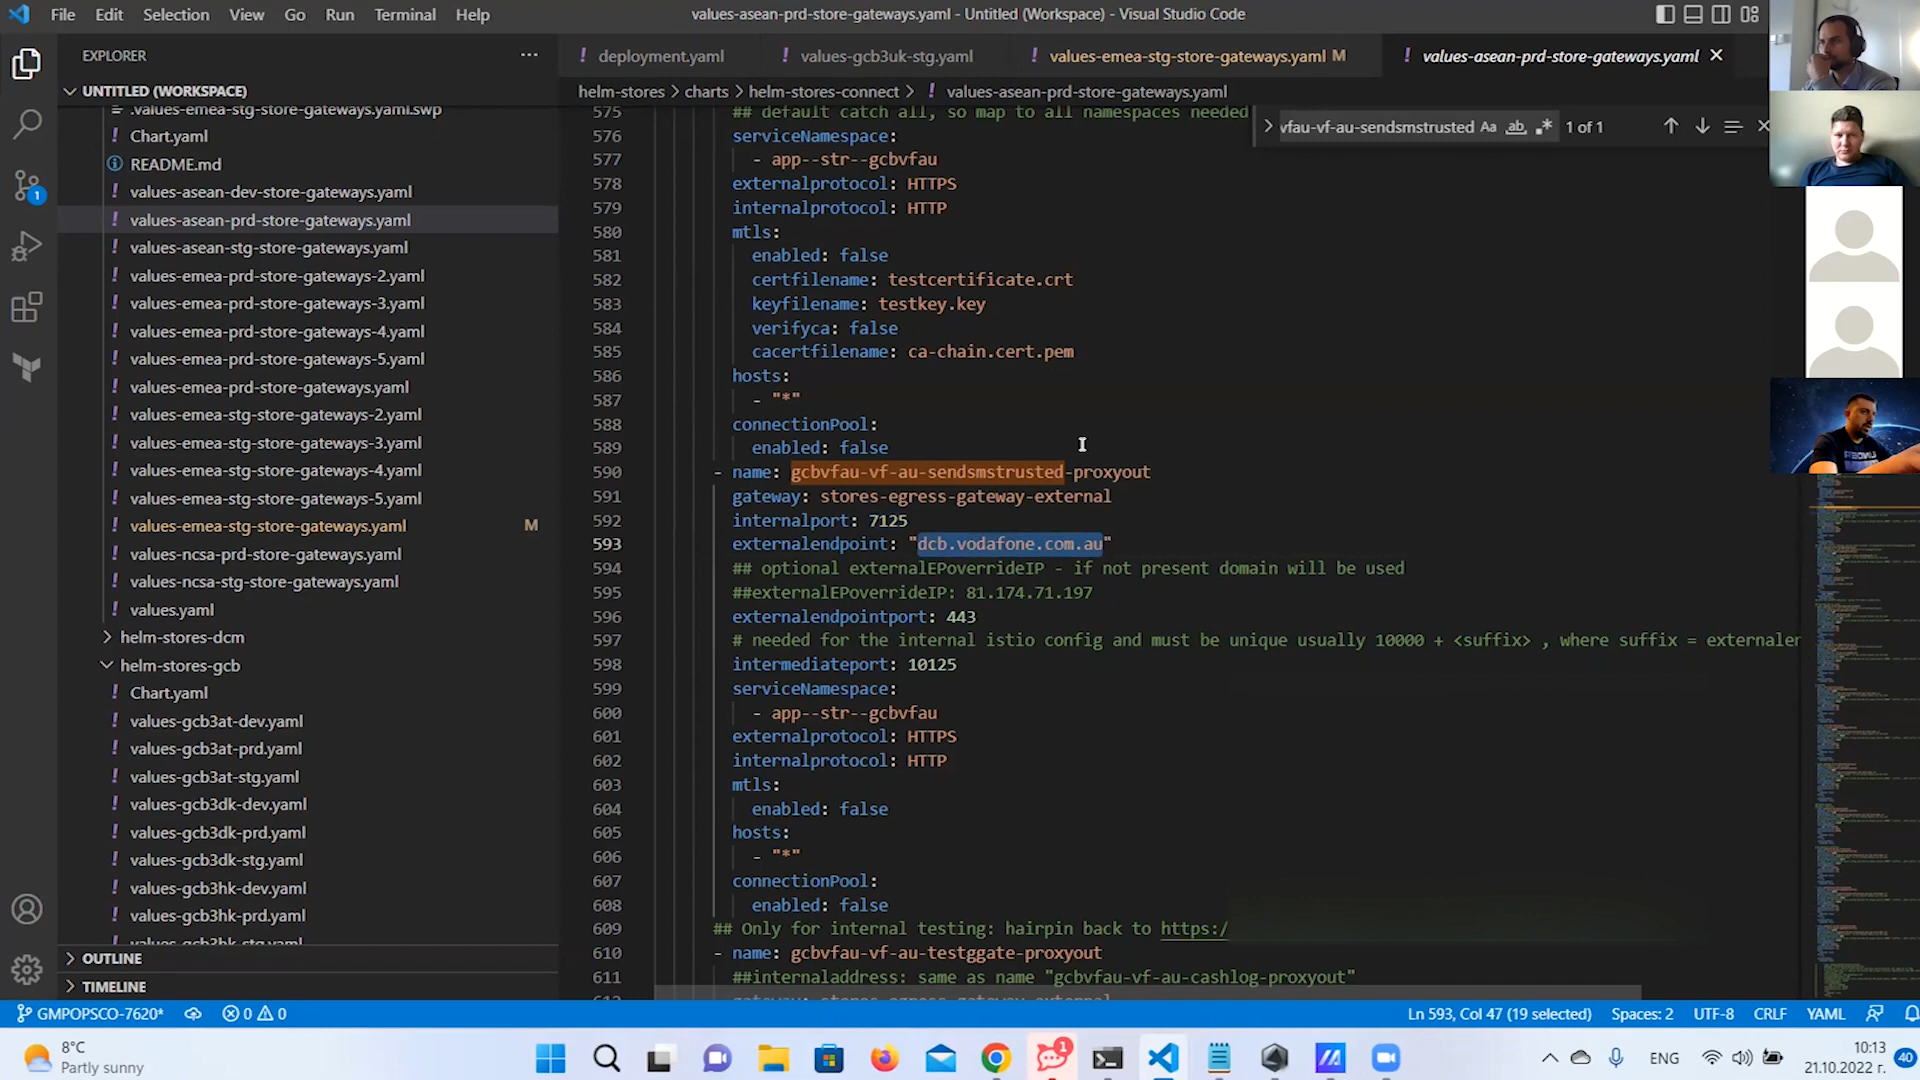 File Edit Selection View Go Run Terminal Help
values-asean-prd-store-gateways.yaml - Untitled (Workspace) - Visual Studio Code
EXPLORER
UNTITLED (WORKSPACE)
.values-emea-stg-store-gateways.yaml.swp
! Chart.yaml
README.md
! values-asean-dev-store-gateways.yaml
! values-asean-prd-store-gateways.yaml
! values-asean-stg-store-gateways.yaml
! values-emea-prd-store-gateways-2.yaml
! values-emea-prd-store-gateways-3.yaml
! values-emea-prd-store-gateways-4.yaml
! values-emea-prd-store-gateways-5.yaml
! values-emea-prd-store-gateways.yaml
! values-emea-stg-store-gateways-2.yaml
! values-emea-stg-store-gateways-3.yaml
! values-emea-stg-store-gateways-4.yaml
! values-emea-stg-store-gateways-5.yaml
! values-emea-stg-store-gateways.yaml M
! values-ncsa-prd-store-gateways.yaml
! values-ncsa-stg-store-gateways.yaml
! values.yaml
helm-stores-dcm
helm-stores-gcb
! Chart.yaml
! values-gcb3at-dev.yaml
! values-gcb3at-prd.yaml
! values-gcb3at-stg.yaml
! values-gcb3dk-dev.yaml
! values-gcb3dk-prd.yaml
! values-gcb3dk-stg.yaml
! values-gcb3hk-dev.yaml
! values-gcb3hk-prd.yaml
! values-gcb3hk-stg.yaml
OUTLINE
TIMELINE
! deployment.yaml ! values-gcb3uk-stg.yaml ! values-emea-stg-store-gateways.yaml M ! values-asean-prd-store-gateways.yaml
helm-stores > charts > helm-stores-connect > ! values-asean-prd-store-gateways.yaml
vfau-vf-au-sendsmstrusted Aa ab 1 of 1
575 ## default catch all, so map to all namespaces needed
576 serviceNamespace:
577 - app--str--gcbvfau
578 externalprotocol: HTTPS
579 internalprotocol: HTTP
580 mtls:
581 enabled: false
582 certfilename: testcertificate.crt
583 keyfilename: testkey.key
584 verifyca: false
585 cacertfilename: ca-chain.cert.pem
586 hosts:
587 - "*"
588 connectionPool:
589 enabled: false
590 - name: gcbvfau-vf-au-sendsmstrusted-proxyout
591 gateway: stores-egress-gateway-external
592 internalport: 7125
593 externalendpoint: "dcb.vodafone.com.au"
594 ## optional externalEPoverrideIP - if not present domain will be used
595 ##externalEPoverrideIP: 81.174.71.197
596 externalendpointport: 443
597 # needed for the internal istio config and must be unique usually 10000 + <suffix> , where suffix = externalen
598 intermediateport: 10125
599 serviceNamespace:
600 - app--str--gcbvfau
601 externalprotocol: HTTPS
602 internalprotocol: HTTP
603 mtls:
604 enabled: false
605 hosts:
606 - "*"
607 connectionPool:
608 enabled: false
609 ## Only for internal testing: hairpin back to https:/
610 - name: gcbvfau-vf-au-testggate-proxyout
611 ##internaladdress: same as name "gcbvfau-vf-au-cashlog-proxyout"
612 gateway: stores-egress-gateway-external
GMPOPSCO-7620* 0 0 Ln 593, Col 47 (19 selected) Spaces: 2 UTF-8 CRLF YAML
8°C
Partly sunny
ENG
10:13
21.10.2022 г.
40